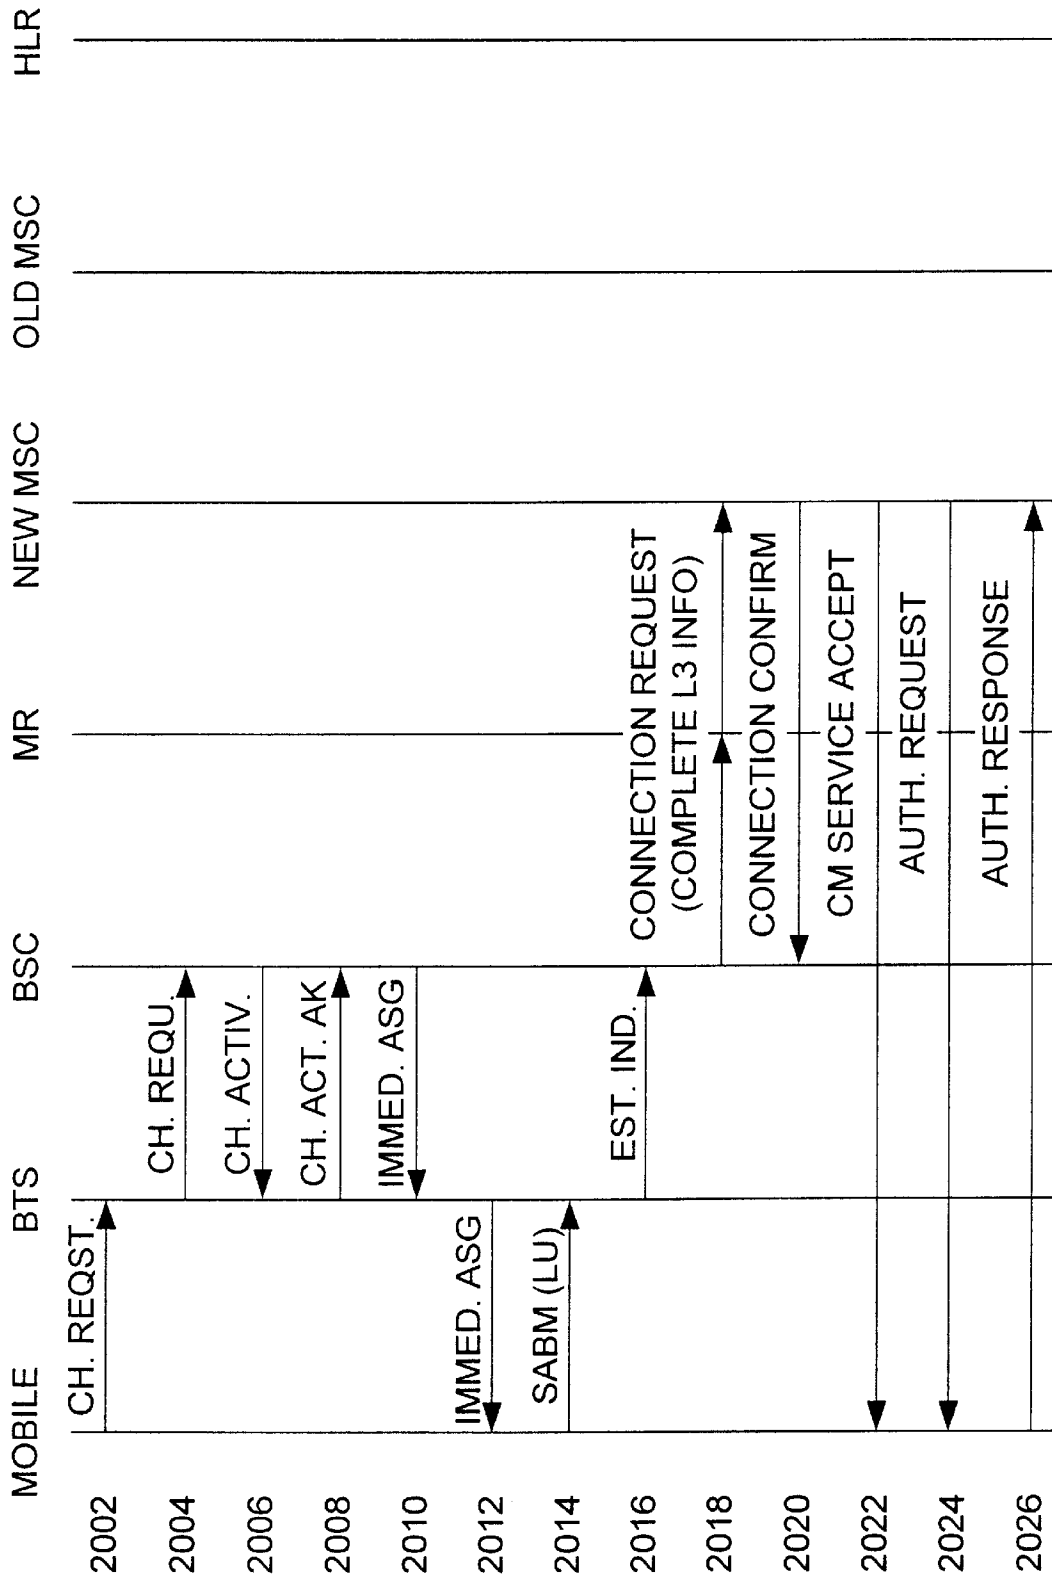 MOBILE BTS BSC MR NEW MSC OLD MSC HLR
2002 CH. REQST.
2004 CH. REQU.
2006 CH. ACTIV.
2008 CH. ACT. AK
2010 IMMED. ASG
2012 IMMED. ASG
2014 SABM (LU)
2016 EST. IND.
2018 CONNECTION REQUEST
(COMPLETE L3 INFO)
2020 CONNECTION CONFIRM
2022 CM SERVICE ACCEPT
2024 AUTH. REQUEST
2026 AUTH. RESPONSE